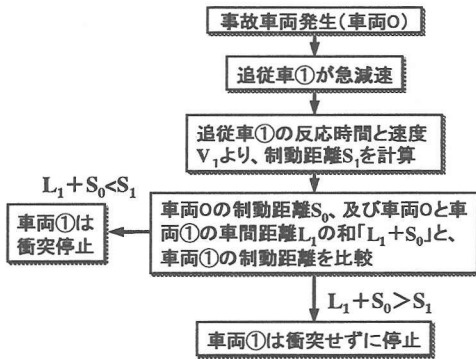 事故車両発生(車両O)
追従車①が急減速
追従車①の反応時間と速度
V₁より、制動距離S₁を計算
L₁＋S₀<S₁
車両①は
衝突停止
車両Oの制動距離S₀、及び車両Oと車
両①の車間距離L₁の和「L₁＋S₀」と、
車両①の制動距離を比較
L₁＋S₀＞S₁
車両①は衝突せずに停止